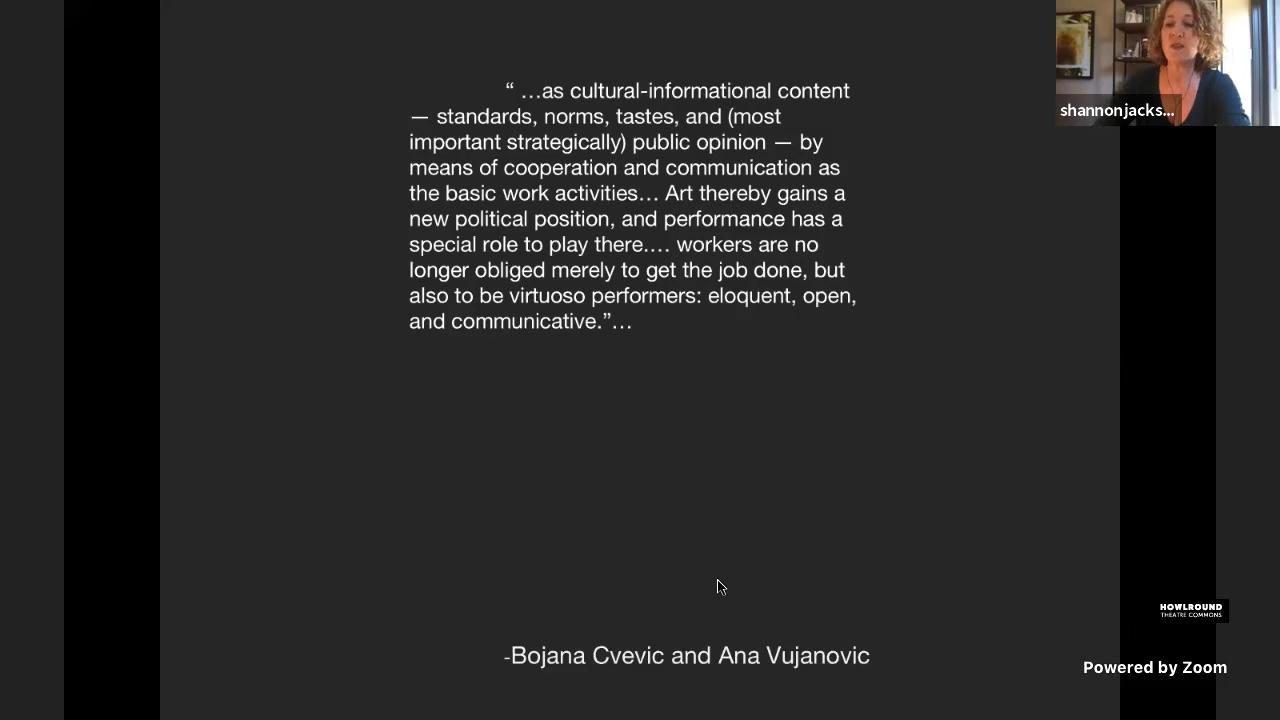 “ …as cultural-informational content
— standards, norms, tastes, and (most
important strategically) public opinion — by
means of cooperation and communication as
the basic work activities… Art thereby gains a
new political position, and performance has a
special role to play there.… workers are no
longer obliged merely to get the job done, but
also to be virtuoso performers: eloquent, open,
and communicative.”…
-Bojana Cvevic and Ana Vujanovic
shannonjacks...
HOWLROUND
THEATRE COMMONS
Powered by Zoom